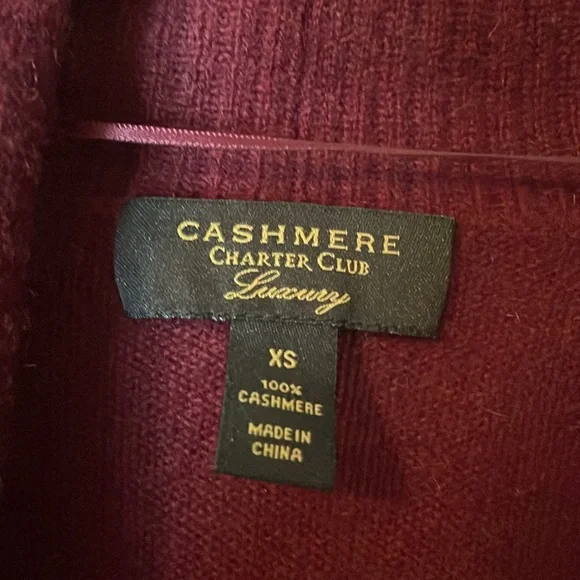 CASHMERE
CHARTER CLUB
Luxury
XS
100%
CASHMERE
MADE IN
CHINA